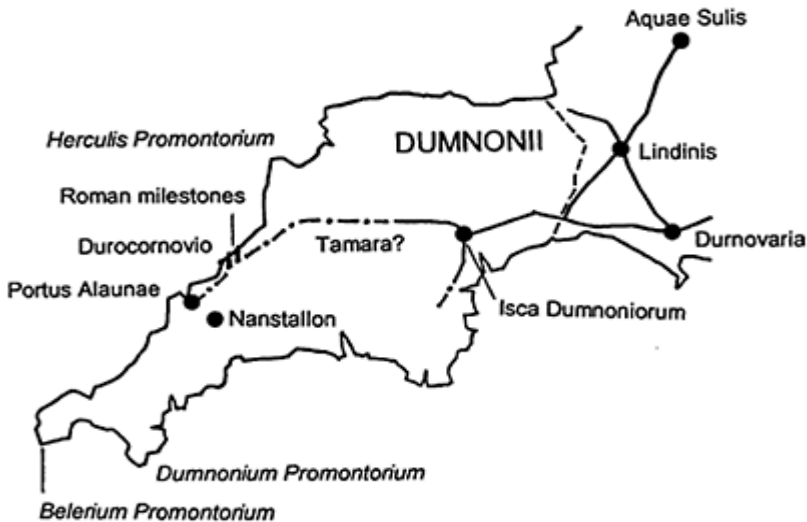 Aquae Sulis
Herculis Promontorium
DUMNONII
Lindinis
Roman milestones
Durocornovio
Tamara?
Durnovaria
Portus Alaunae
Nanstallon
Isca Dumnoniorum
Dumnonium Promontorium
Belerium Promontorium